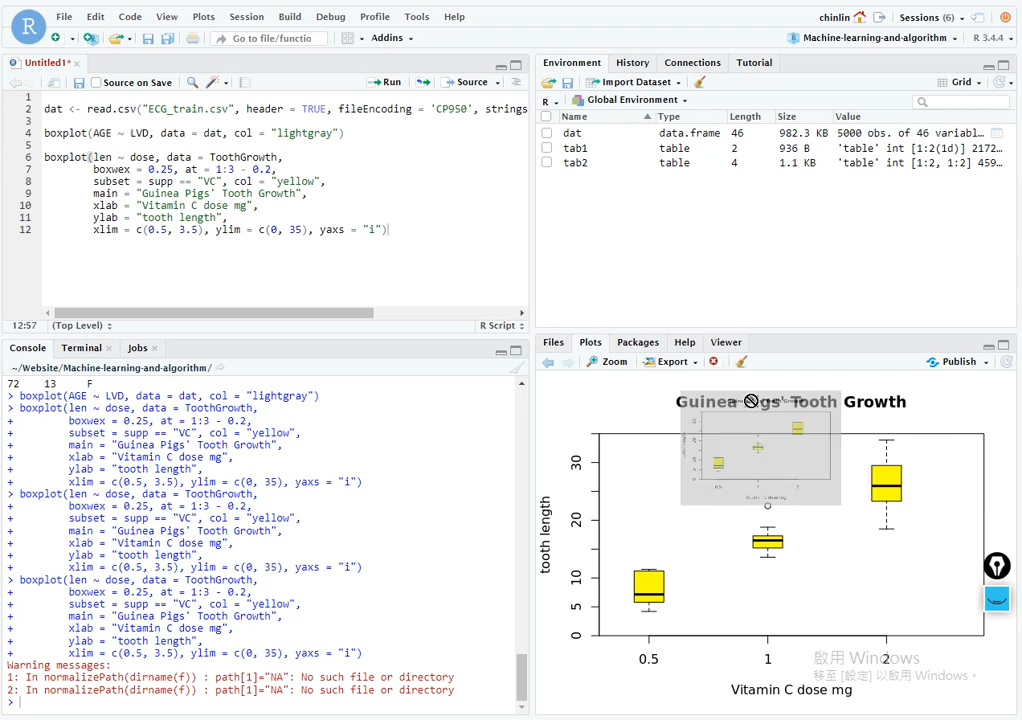 File Edit Code View Plots Session Build Debug Profile Tools Help
chinlin Sessions (6)
Go to file/functio Addins
Machine-learning-and-algorithm R 3.4.4
Untitled1*
Source on Save Run Source
1
2 dat <- read.csv("ECG_train.csv", header = TRUE, fileEncoding = 'CP950', strings
3
4 boxplot(AGE ~ LVD, data = dat, col = "lightgray")
5
6 boxplot(len ~ dose, data = ToothGrowth,
7 boxwex = 0.25, at = 1:3 - 0.2,
8 subset = supp == "VC", col = "yellow",
9 main = "Guinea Pigs' Tooth Growth",
10 xlab = "Vitamin C dose mg",
11 ylab = "tooth length",
12 xlim = c(0.5, 3.5), ylim = c(0, 35), yaxs = "i")
12:57 (Top Level) R Script
Console Terminal Jobs
~/Website/Machine-learning-and-algorithm/
72 13 F
> boxplot(AGE ~ LVD, data = dat, col = "lightgray")
> boxplot(len ~ dose, data = ToothGrowth,
+ boxwex = 0.25, at = 1:3 - 0.2,
+ subset = supp == "VC", col = "yellow",
+ main = "Guinea Pigs' Tooth Growth",
+ xlab = "Vitamin C dose mg",
+ ylab = "tooth length",
+ xlim = c(0.5, 3.5), ylim = c(0, 35), yaxs = "i")
> boxplot(len ~ dose, data = ToothGrowth,
+ boxwex = 0.25, at = 1:3 - 0.2,
+ subset = supp == "VC", col = "yellow",
+ main = "Guinea Pigs' Tooth Growth",
+ xlab = "Vitamin C dose mg",
+ ylab = "tooth length",
+ xlim = c(0.5, 3.5), ylim = c(0, 35), yaxs = "i")
> boxplot(len ~ dose, data = ToothGrowth,
+ boxwex = 0.25, at = 1:3 - 0.2,
+ subset = supp == "VC", col = "yellow",
+ main = "Guinea Pigs' Tooth Growth",
+ xlab = "Vitamin C dose mg",
+ ylab = "tooth length",
+ xlim = c(0.5, 3.5), ylim = c(0, 35), yaxs = "i")
Warning messages:
1: In normalizePath(dirname(f)) : path[1]="NA": No such file or directory
2: In normalizePath(dirname(f)) : path[1]="NA": No such file or directory
>
Environment History Connections Tutorial
Import Dataset Grid
R Global Environment
Name Type Length Size Value
dat data.frame 46 982.3 KB 5000 obs. of 46 variabl…
tab1 table 2 936 B 'table' int [1:2(1d)] 2172…
tab2 table 4 1.1 KB 'table' int [1:2, 1:2] 459…
Files Plots Packages Help Viewer
Zoom Export Publish
Guinea Pigs' Tooth Growth
tooth length
30
20
10
5
0
0.5 1 2
Vitamin C dose mg
啟用 Windows
移至 [設定] 以啟用 Windows。